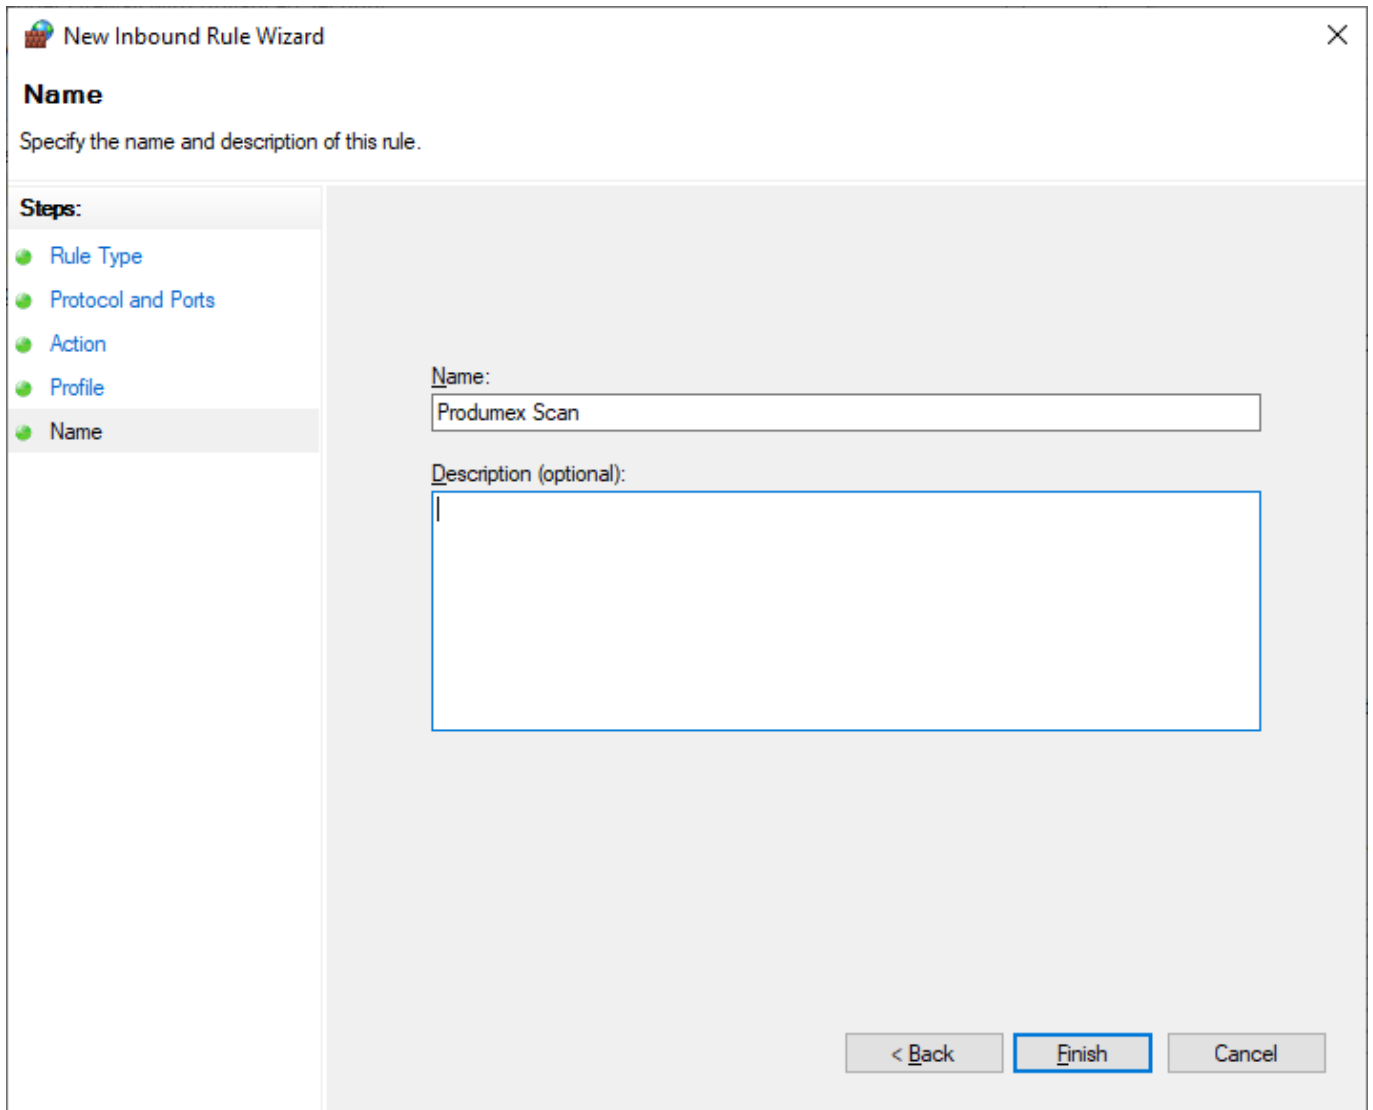 New Inbound Rule Wizard
Name
Specify the name and description of this rule.
Steps:
Rule Type
Protocol and Ports
Action
Profile
Name
Name:
Produmex Scan
Description (optional):
< Back
Finish
Cancel